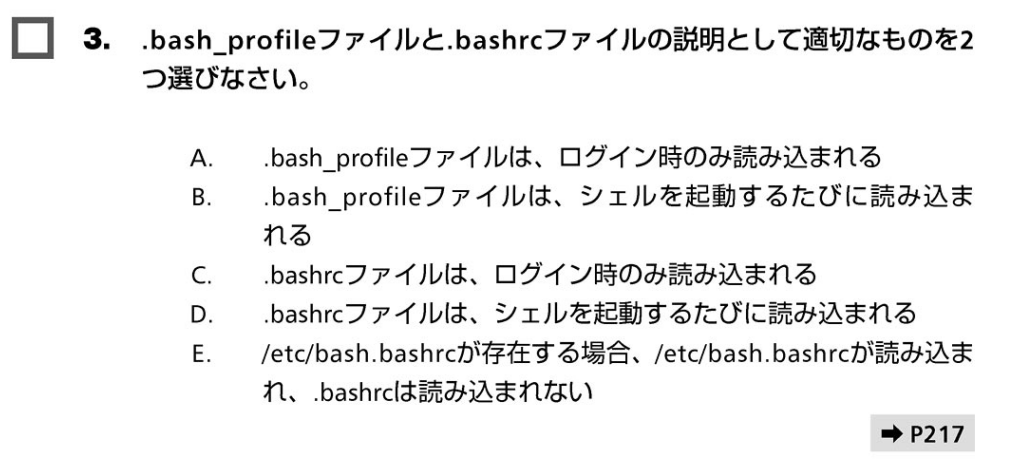 3. .bash_profileファイルと.bashrcファイルの説明として適切なものを2
つ選びなさい。
A. .bash_profileファイルは、ログイン時のみ読み込まれる
B. .bash_profileファイルは、シェルを起動するたびに読み込ま
れる
C. .bashrcファイルは、ログイン時のみ読み込まれる
D. .bashrcファイルは、シェルを起動するたびに読み込まれる
E. /etc/bash.bashrcが存在する場合、/etc/bash.bashrcが読み込ま
れ、.bashrcは読み込まれない
➡ P217